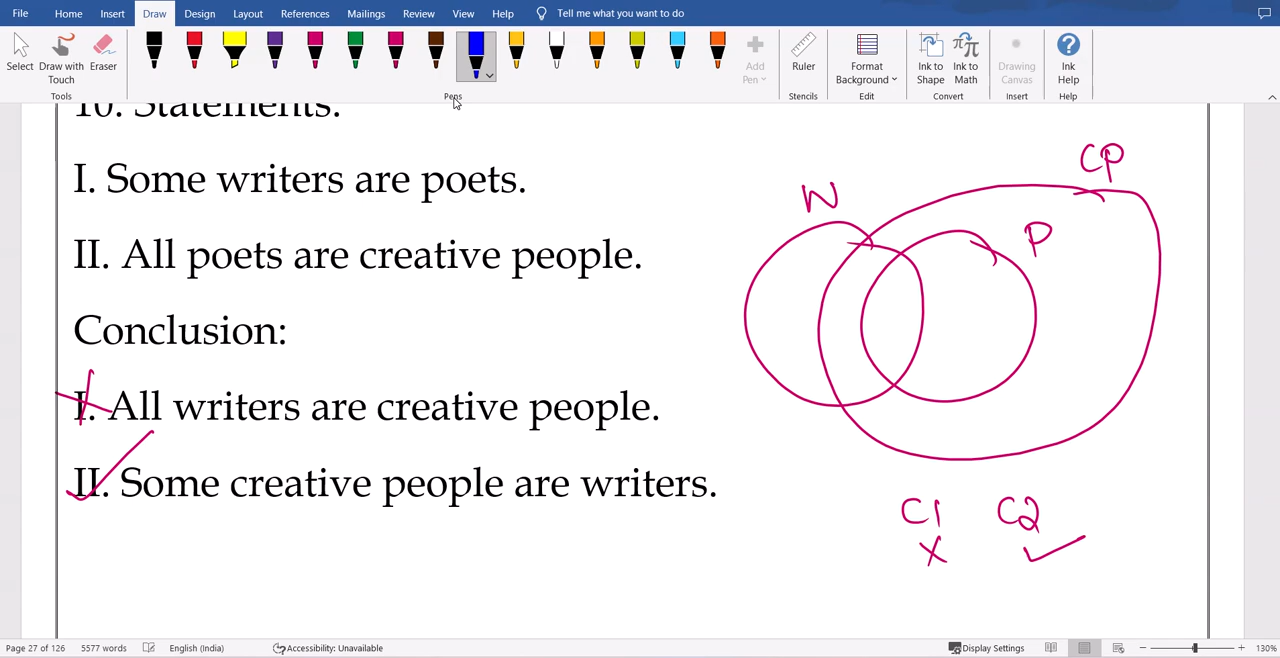 File Home Insert Draw Design Layout References Mailings Review View Help Tell me what you want to do
Select Draw with Touch Eraser Add Pen Ruler Format Background Ink to Shape Ink to Math Drawing Canvas Ink Help
Tools Pens Stencils Edit Convert Insert Help
10. Statements:
I. Some writers are poets.
II. All poets are creative people.
Conclusion:
I. All writers are creative people.
II. Some creative people are writers.
W
CP
P
C1 C2
Page 27 of 126 5577 words English (India) Accessibility: Unavailable Display Settings 130%